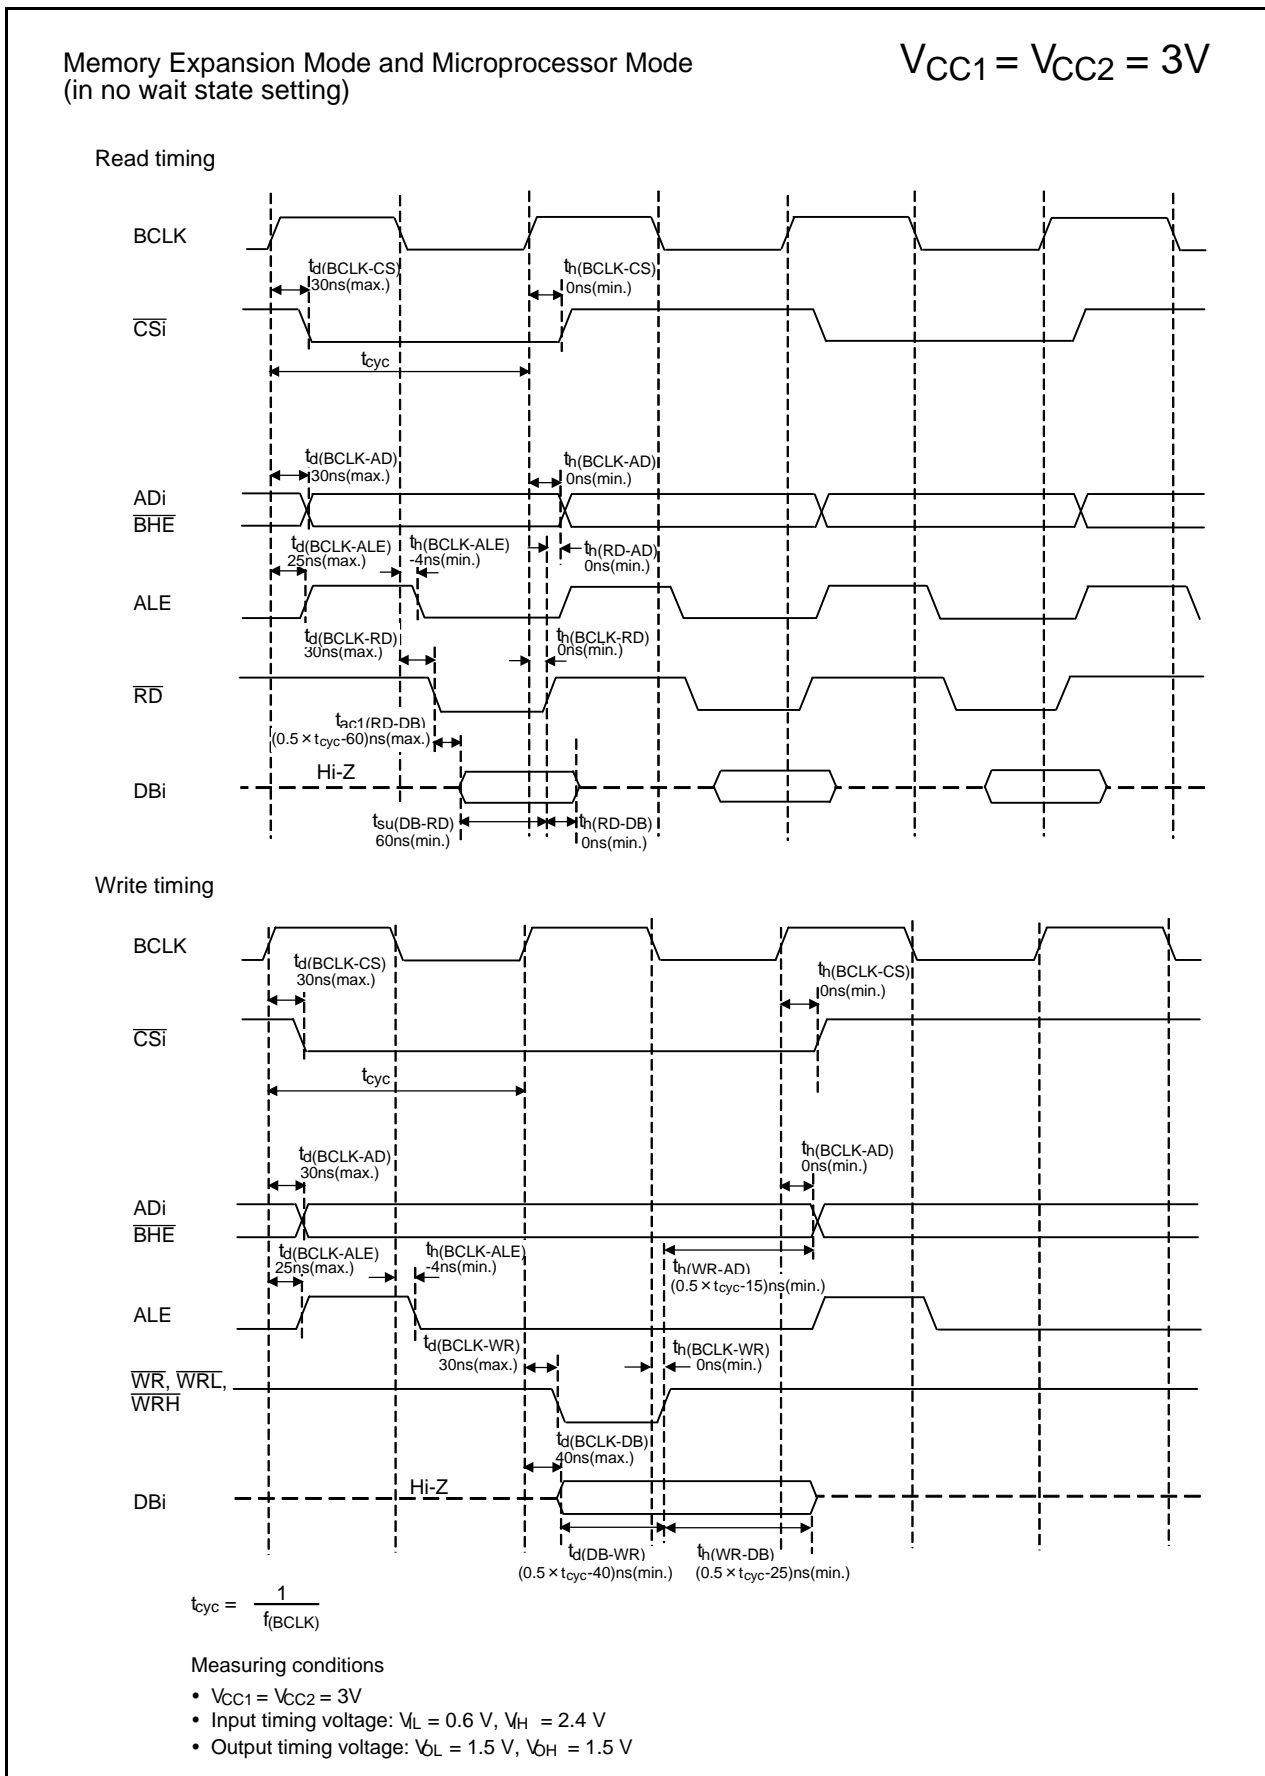 Memory Expansion Mode and Microprocessor Mode
(in no wait state setting)
VCC1 = VCC2 = 3V
Read timing
BCLK
td(BCLK-CS)
30ns(max.)
th(BCLK-CS)
0ns(min.)
CSi
tcyc
td(BCLK-AD)
30ns(max.)
th(BCLK-AD)
0ns(min.)
ADi
BHE
td(BCLK-ALE)
25ns(max.)
th(BCLK-ALE)
-4ns(min.)
th(RD-AD)
0ns(min.)
ALE
td(BCLK-RD)
30ns(max.)
th(BCLK-RD)
0ns(min.)
RD
tac1(RD-DB)
(0.5 × tcyc-60)ns(max.)
Hi-Z
DBi
tsu(DB-RD)
60ns(min.)
th(RD-DB)
0ns(min.)
Write timing
BCLK
td(BCLK-CS)
30ns(max.)
th(BCLK-CS)
0ns(min.)
CSi
tcyc
td(BCLK-AD)
30ns(max.)
th(BCLK-AD)
0ns(min.)
ADi
BHE
td(BCLK-ALE)
25ns(max.)
th(BCLK-ALE)
-4ns(min.)
th(WR-AD)
(0.5 × tcyc-15)ns(min.)
ALE
td(BCLK-WR)
30ns(max.)
th(BCLK-WR)
0ns(min.)
WR, WRL,
WRH
td(BCLK-DB)
40ns(max.)
Hi-Z
DBi
td(DB-WR)
(0.5 × tcyc-40)ns(min.)
th(WR-DB)
(0.5 × tcyc-25)ns(min.)
tcyc = 1
f(BCLK)
Measuring conditions
• VCC1 = VCC2 = 3V
• Input timing voltage: VIL = 0.6 V, VIH = 2.4 V
• Output timing voltage: VOL = 1.5 V, VOH = 1.5 V